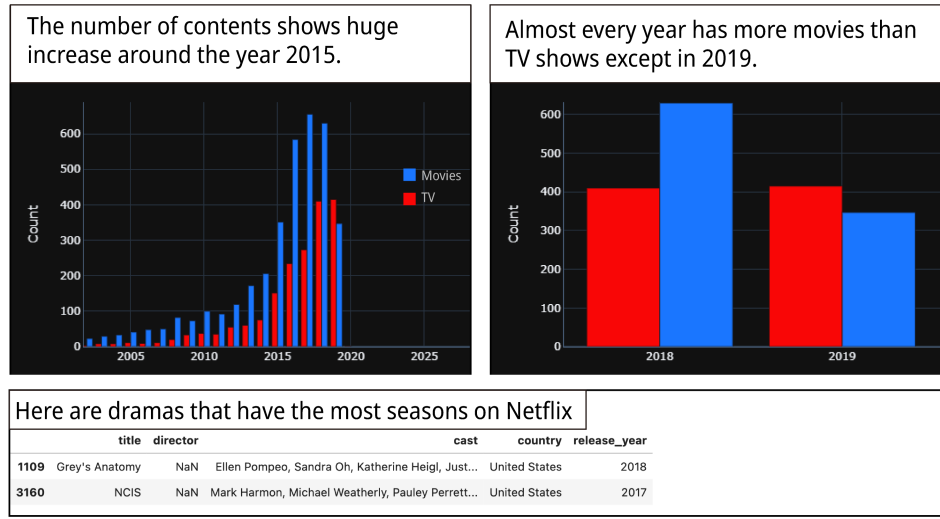 The number of contents shows huge
increase around the year 2015.
Count
600
500
400
300
200
100
0
2005
2010
2015
2020
2025
Movies
TV
Almost every year has more movies than
TV shows except in 2019.
Count
600
500
400
300
200
100
0
2018
2019
Here are dramas that have the most seasons on Netflix
title director cast country release_year
1109 Grey's Anatomy NaN Ellen Pompeo, Sandra Oh, Katherine Heigl, Just... United States 2018
3160 NCIS NaN Mark Harmon, Michael Weatherly, Pauley Perrett... United States 2017